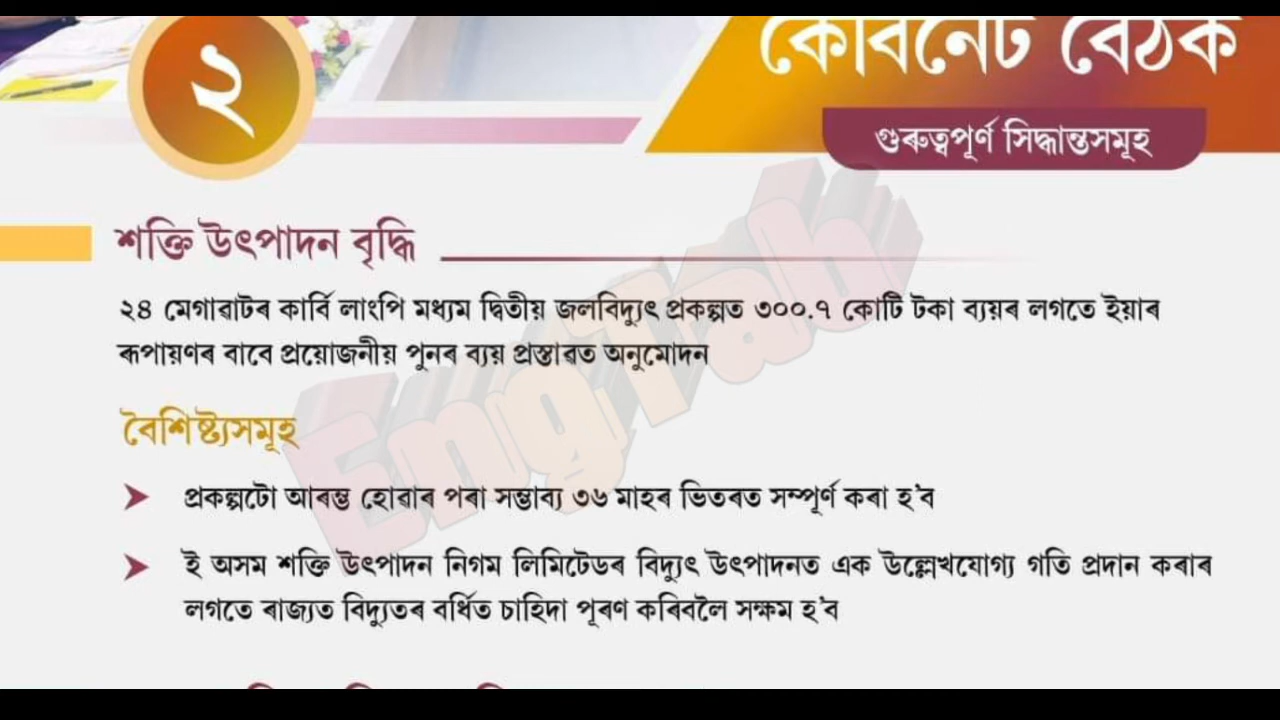 ২
কেবিনেট বৈঠক
গুৰুত্বপূৰ্ণ সিদ্ধান্তসমূহ
শক্তি উৎপাদন বৃদ্ধি
২৪ মেগাৱাটৰ কাৰ্বি লাংপি মধ্যম দ্বিতীয় জলবিদ্যুৎ প্ৰকল্পত ৩০০.৭ কোটি টকা ব্যয়ৰ লগতে ইয়াৰ
ৰূপায়ণৰ বাবে প্ৰয়োজনীয় পুনৰ ব্যয় প্ৰস্তাৱত অনুমোদন
EngTab
বৈশিষ্ট্যসমূহ
প্ৰকল্পটো আৰম্ভ হোৱাৰ পৰা সম্ভাব্য ৩৬ মাহৰ ভিতৰত সম্পূৰ্ণ কৰা হ'ব
ই অসম শক্তি উৎপাদন নিগম লিমিটেডৰ বিদ্যুৎ উৎপাদনত এক উল্লেখযোগ্য গতি প্ৰদান কৰাৰ
লগতে ৰাজ্যত বিদ্যুতৰ বৰ্ধিত চাহিদা পূৰণ কৰিবলৈ সক্ষম হ'ব